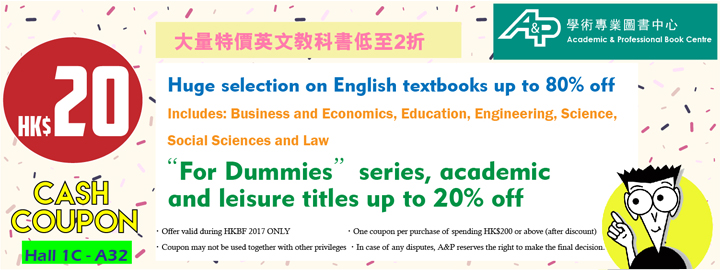 HK$20
CASH
COUPON
Hall 1C - A32
大量特價英文教科書低至2折
A&P 學術專業圖書中心
Academic & Professional Book Centre
Huge selection on English textbooks up to 80% off
Includes: Business and Economics, Education, Engineering, Science,
Social Sciences and Law
“For Dummies” series, academic
and leisure titles up to 20% off
· Offer valid during HKBF 2017 ONLY · One coupon per purchase of spending HK$200 or above (after discount)
· Coupon may not be used together with other privileges · In case of any disputes, A&P reserves the right to make the final decision.